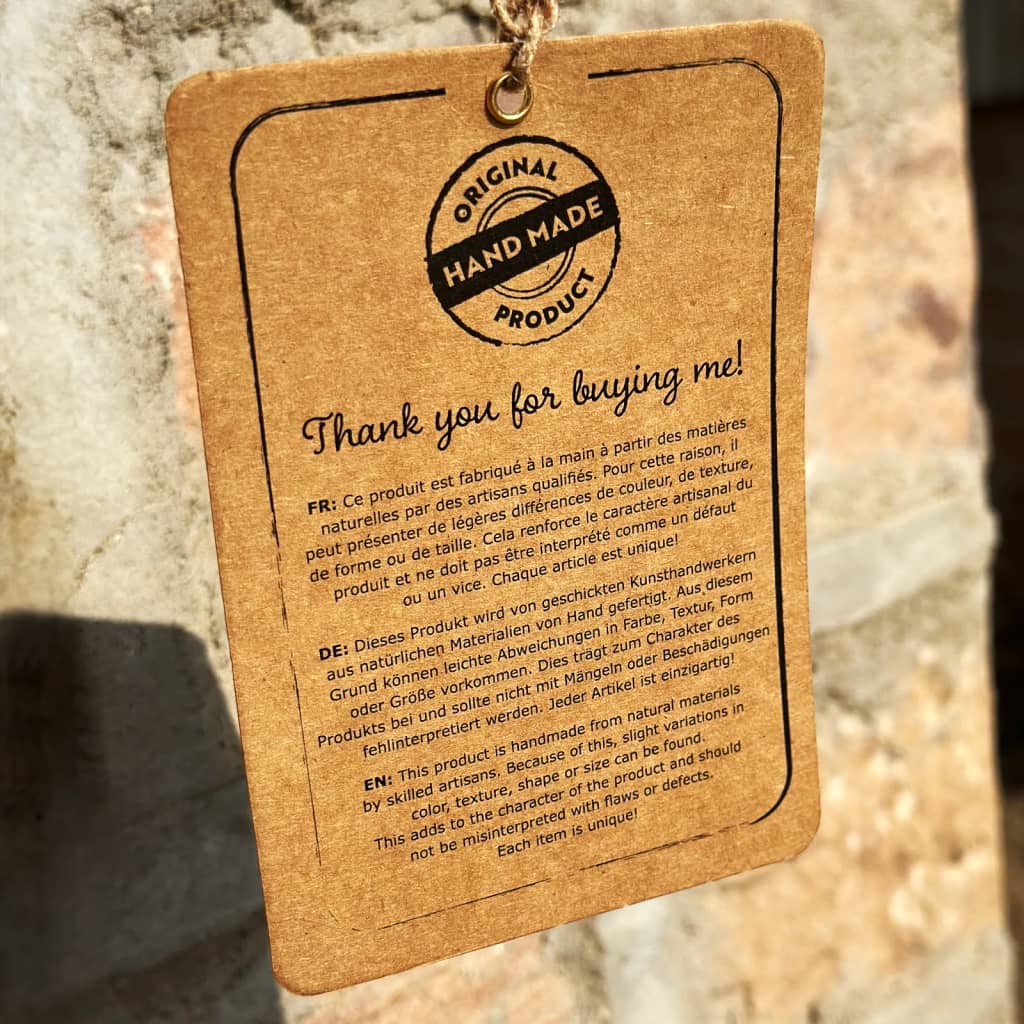 ORIGINAL
HAND MADE
PRODUCT
Thank you for buying me!
FR: Ce produit est fabriqué à la main à partir des matières
naturelles par des artisans qualifiés. Pour cette raison, il
peut présenter de légères différences de couleur, de texture,
de forme ou de taille. Cela renforce le caractère artisanal du
produit et ne doit pas être interprété comme un défaut
ou un vice. Chaque article est unique!
DE: Dieses Produkt wird von geschickten Kunsthandwerkern
aus natürlichen Materialien von Hand gefertigt. Aus diesem
Grund können leichte Abweichungen in Farbe, Textur, Form
oder Größe vorkommen. Dies trägt zum Charakter des
Produkts bei und sollte nicht mit Mängeln oder Beschädigungen
fehlinterpretiert werden. Jeder Artikel ist einzigartig!
EN: This product is handmade from natural materials
by skilled artisans. Because of this, slight variations in
color, texture, shape or size can be found.
This adds to the character of the product and should
not be misinterpreted with flaws or defects.
Each item is unique!